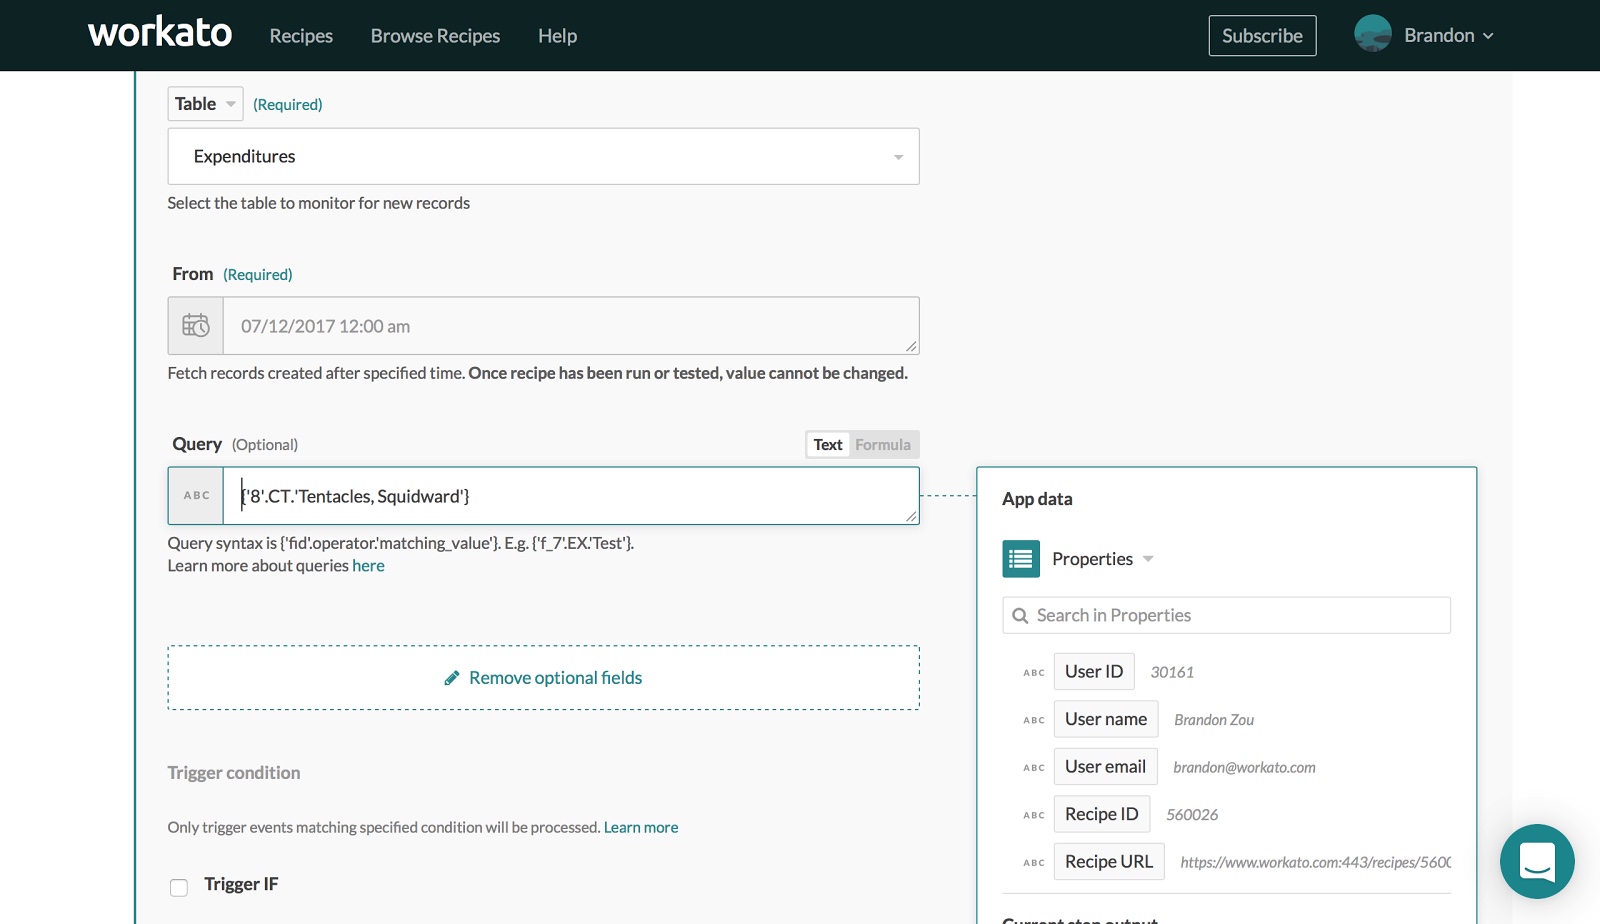 workato Recipes Browse Recipes Help Subscribe Brandon
Table (Required)
Expenditures
Select the table to monitor for new records
From (Required)
07/12/2017 12:00 am
Fetch records created after specified time. Once recipe has been run or tested, value cannot be changed.
Query (Optional) Text Formula
ABC {'8'.CT.'Tentacles, Squidward'}
Query syntax is {'fid'.operator.'matching_value'}. E.g. {'f_7'.EX.'Test'}.
Learn more about queries here
Remove optional fields
Trigger condition
Only trigger events matching specified condition will be processed. Learn more
Trigger IF
App data
Properties
Search in Properties
ABC User ID 30161
ABC User name Brandon Zou
ABC User email brandon@workato.com
ABC Recipe ID 560026
ABC Recipe URL https://www.workato.com:443/recipes/560
Current step output